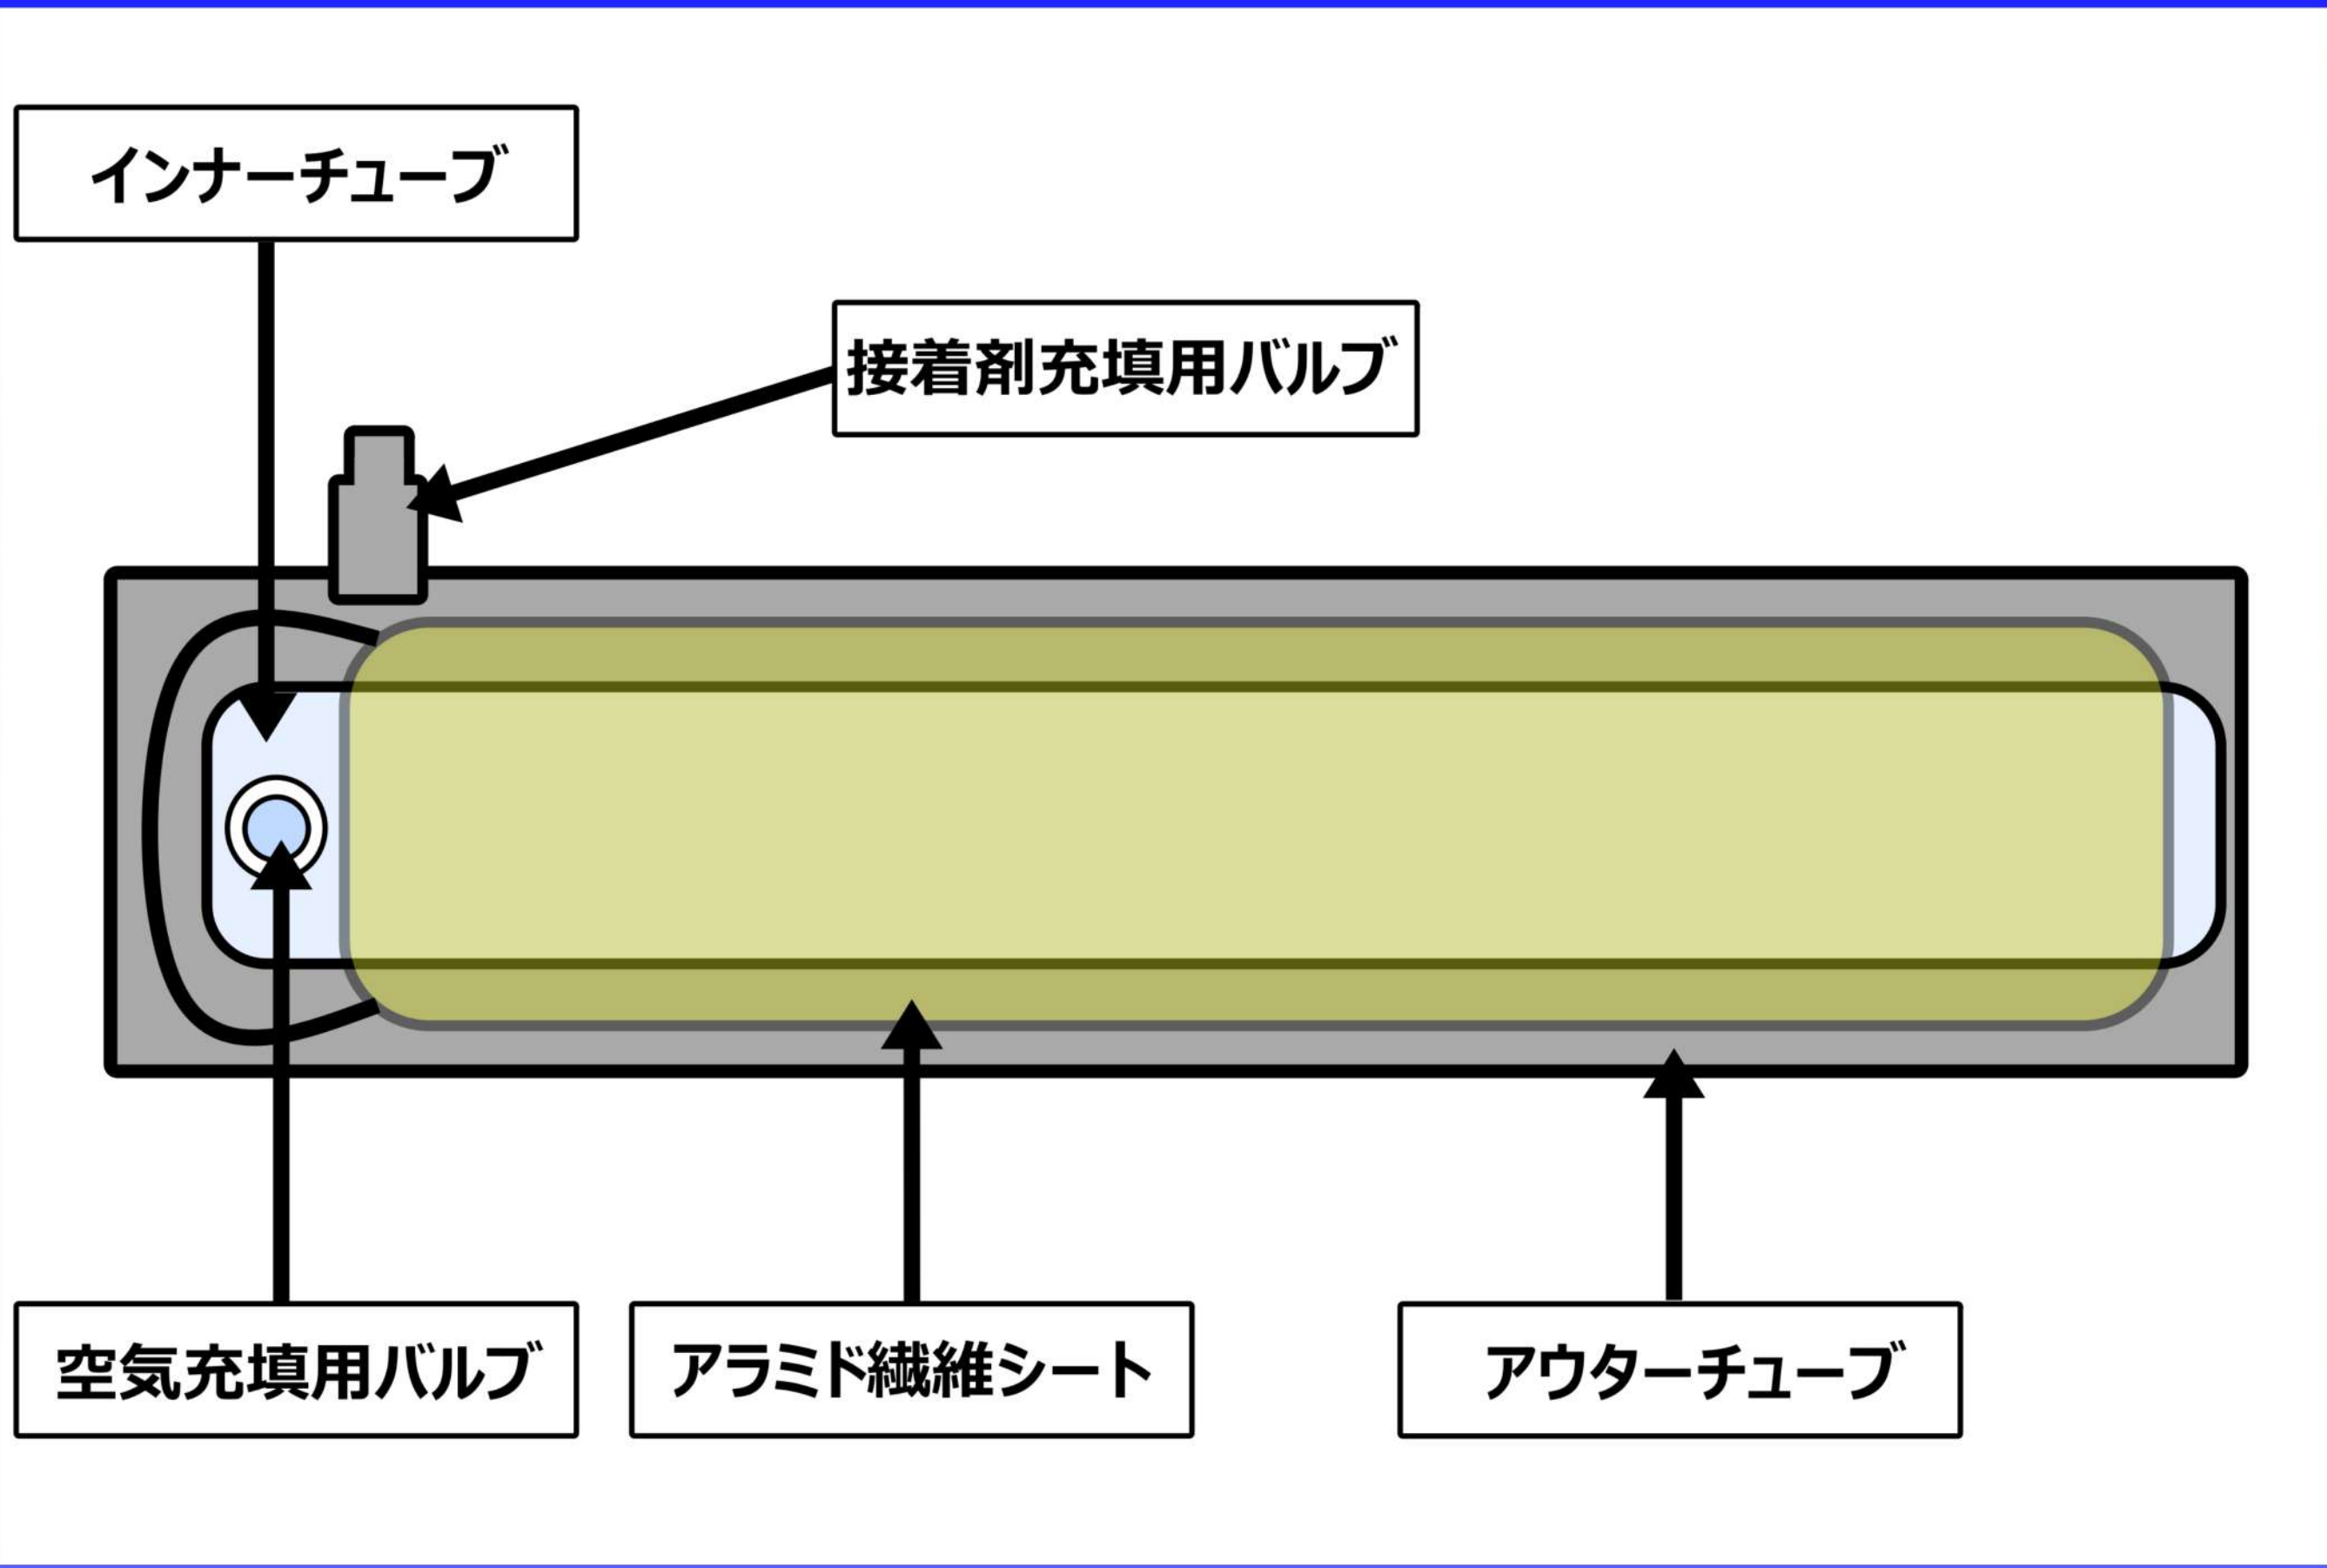 インナーチューブ
接着剤充填用バルブ
空気充填用バルブ
アラミド繊維シート
アウターチューブ